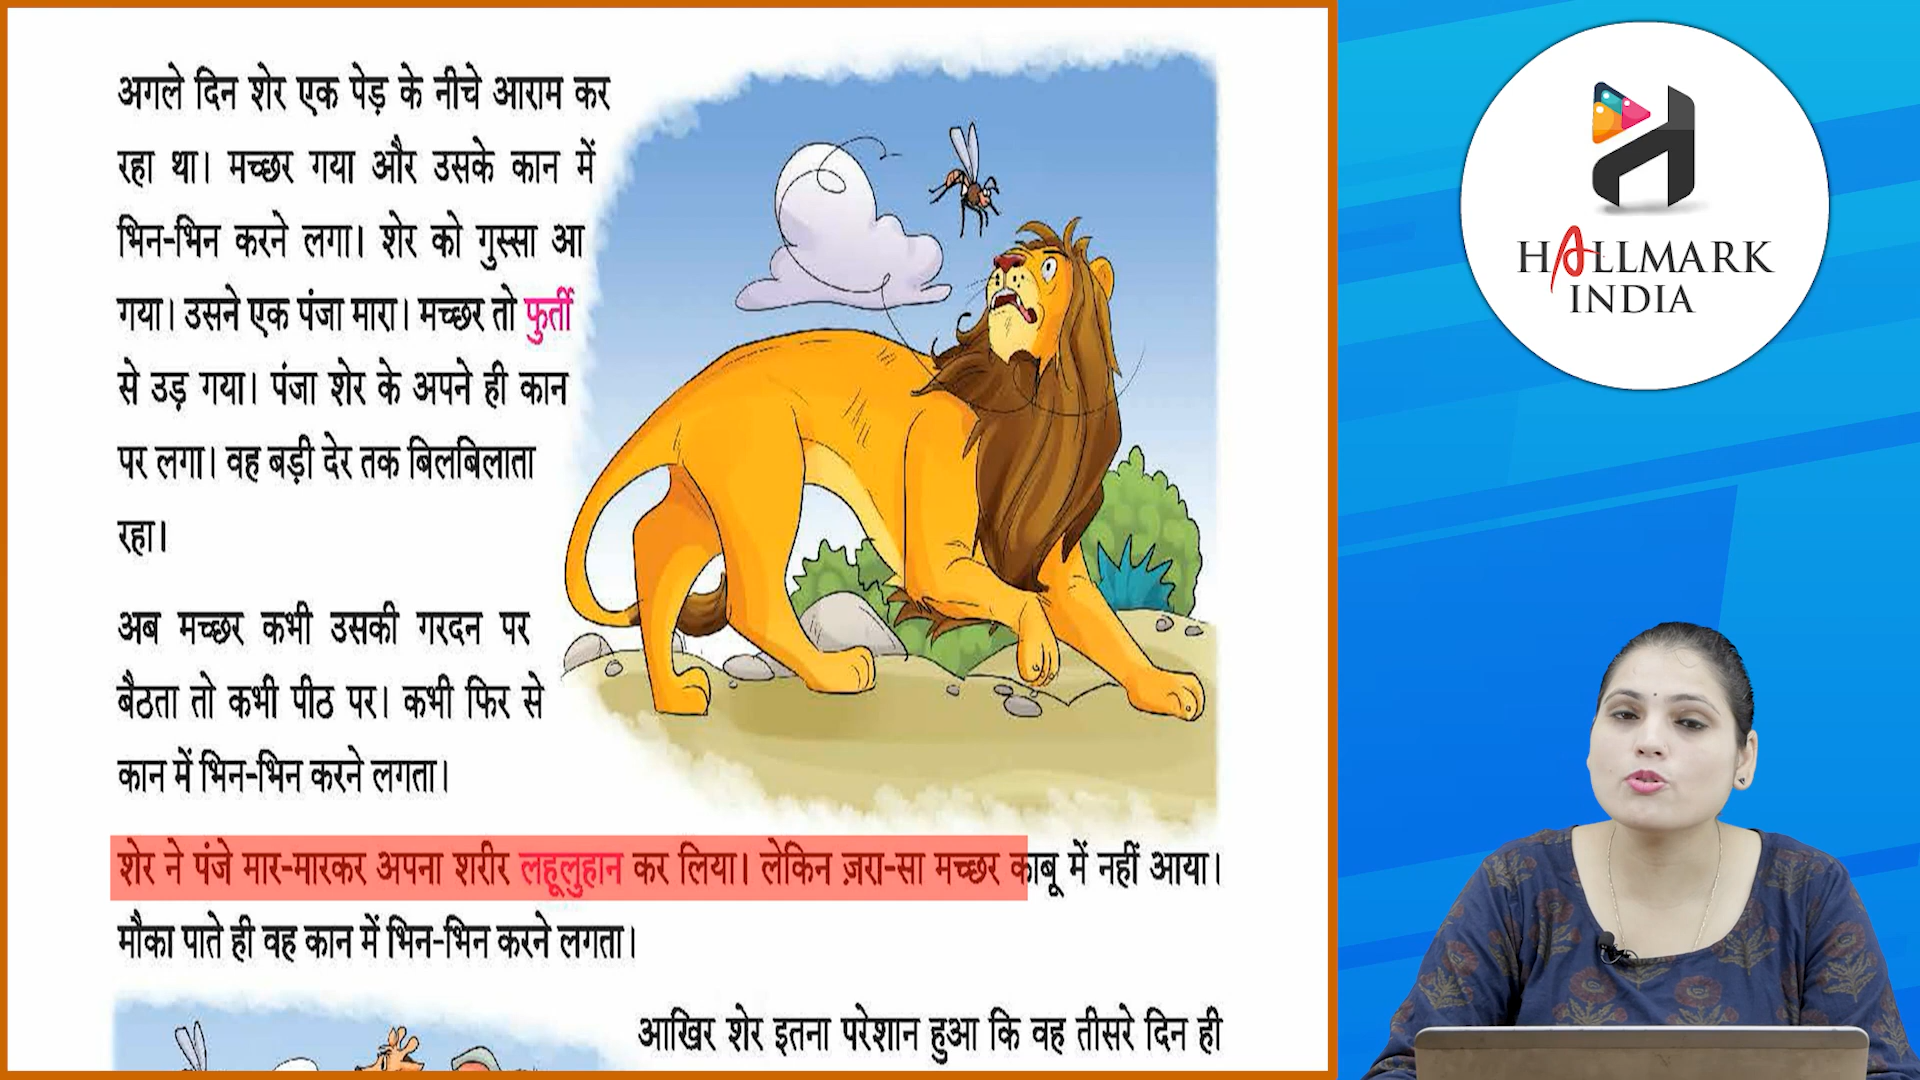 अगले दिन शेर एक पेड़ के नीचे आराम कर
रहा था। मच्छर गया और उसके कान में
भिन-भिन करने लगा। शेर को गुस्सा आ
गया। उसने एक पंजा मारा। मच्छर तो फुर्ती
से उड़ गया। पंजा शेर के अपने ही कान
पर लगा। वह बड़ी देर तक बिलबिलाता
रहा।
अब मच्छर कभी उसकी गरदन पर
बैठता तो कभी पीठ पर। कभी फिर से
कान में भिन-भिन करने लगता।
शेर ने पंजे मार-मारकर अपना शरीर लहूलुहान कर लिया। लेकिन ज़रा-सा मच्छर काबू में नहीं आया।
मौका पाते ही वह कान में भिन-भिन करने लगता।
आखिर शेर इतना परेशान हुआ कि वह तीसरे दिन ही
HALLMARK
INDIA